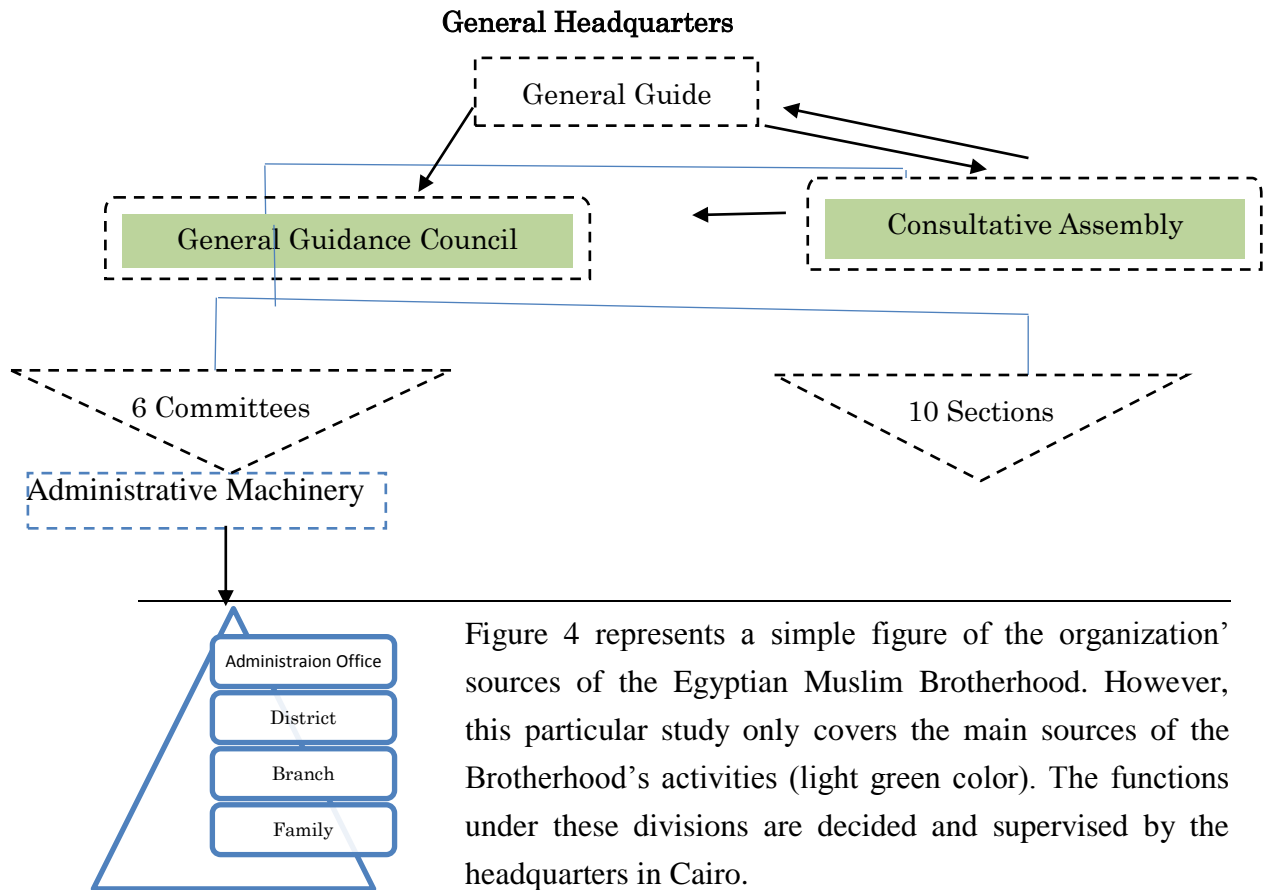 General Headquarters
General Guide
General Guidance Council
Consultative Assembly
6 Committees
10 Sections
Administrative Machinery
Administraion Office
District
Branch
Family
Figure 4 represents a simple figure of the organization’
sources of the Egyptian Muslim Brotherhood. However,
this particular study only covers the main sources of the
Brotherhood’s activities (light green color). The functions
under these divisions are decided and supervised by the
headquarters in Cairo.